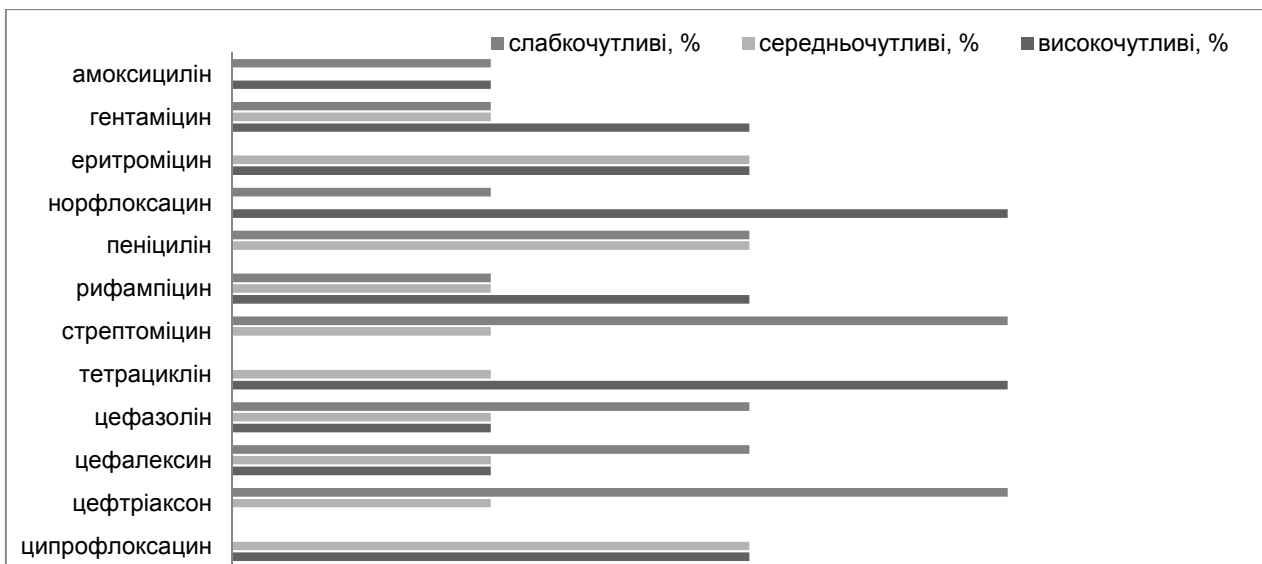 слабкочутливі, % середньочутливі, % високочутливі, %
амоксицилін
гентаміцин
еритроміцин
норфлоксацин
пеніцилін
рифампіцин
стрептоміцин
тетрациклін
цефазолін
цефалексин
цефтріаксон
ципрофлоксацин